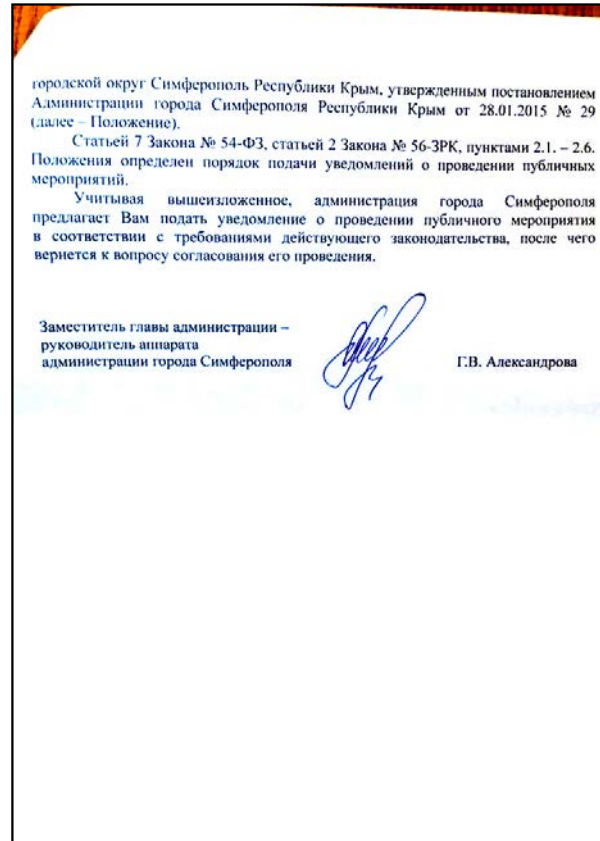 городской округ Симферополь Республики Крым, утвержденным постановлением
Администрации города Симферополя Республики Крым от 28.01.2015 № 29
(далее – Положение).
Статьей 7 Закона № 54-ФЗ, статьей 2 Закона № 56-ЗРК, пунктами 2.1. – 2.6.
Положения определен порядок подачи уведомлений о проведении публичных
мероприятий.
Учитывая вышеизложенное, администрация города Симферополя
предлагает Вам подать уведомление о проведении публичного мероприятия
в соответствии с требованиями действующего законодательства, после чего
вернется к вопросу согласования его проведения.
Заместитель главы администрации –
руководитель аппарата
администрации города Симферополя Г.В. Александрова